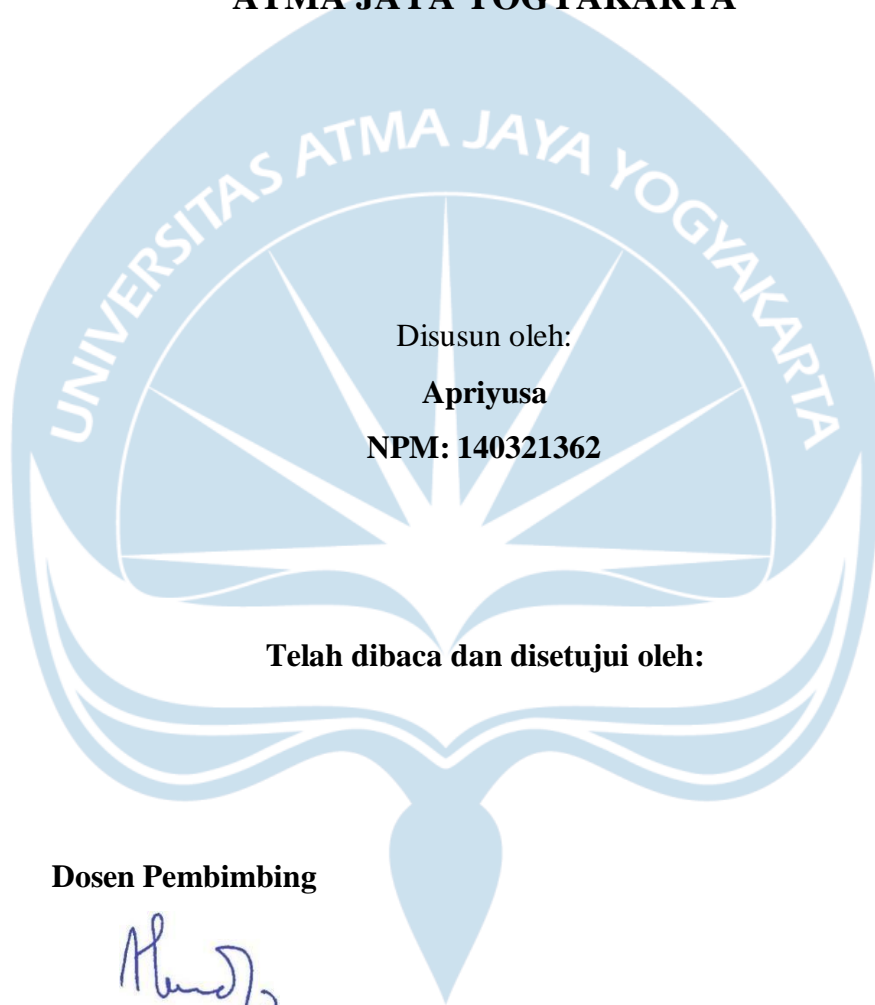 ATMA JAYA YOGYAKARTA
UNIVERSITAS ATMA JAYA YOGYAKARTA
Disusun oleh:
Apriyusa
NPM: 140321362
Telah dibaca dan disetujui oleh:
Dosen Pembimbing